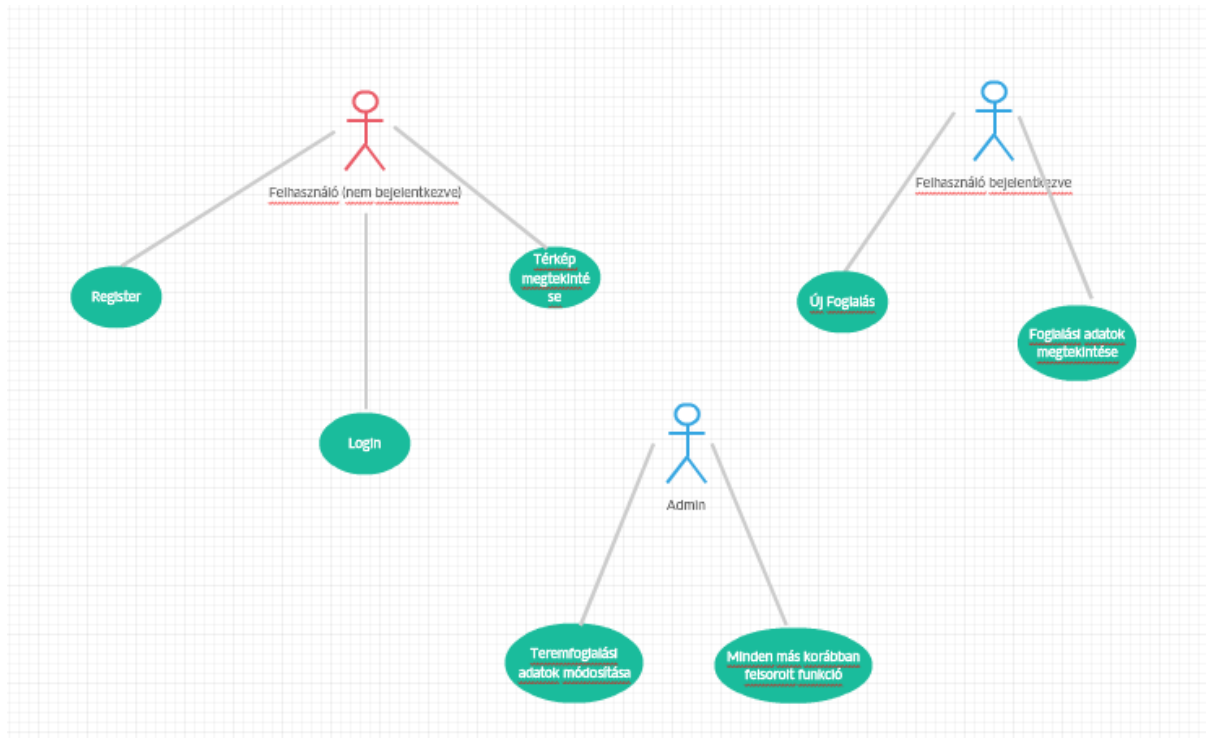 Felhasználó (nem bejelentkezve)
Felhasználó bejelentkezve
Register
Térkép
megtekinté
se
Új Foglalás
Foglalási adatok
megtekintése
Login
Admin
Teremfoglalási
adatok módosítása
Minden más korábban
felsorolt funkció